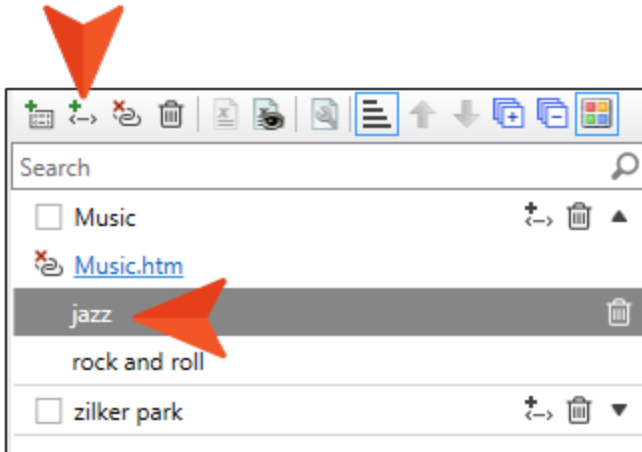 Search
Music
Music.htm
jazz
rock and roll
zilker park